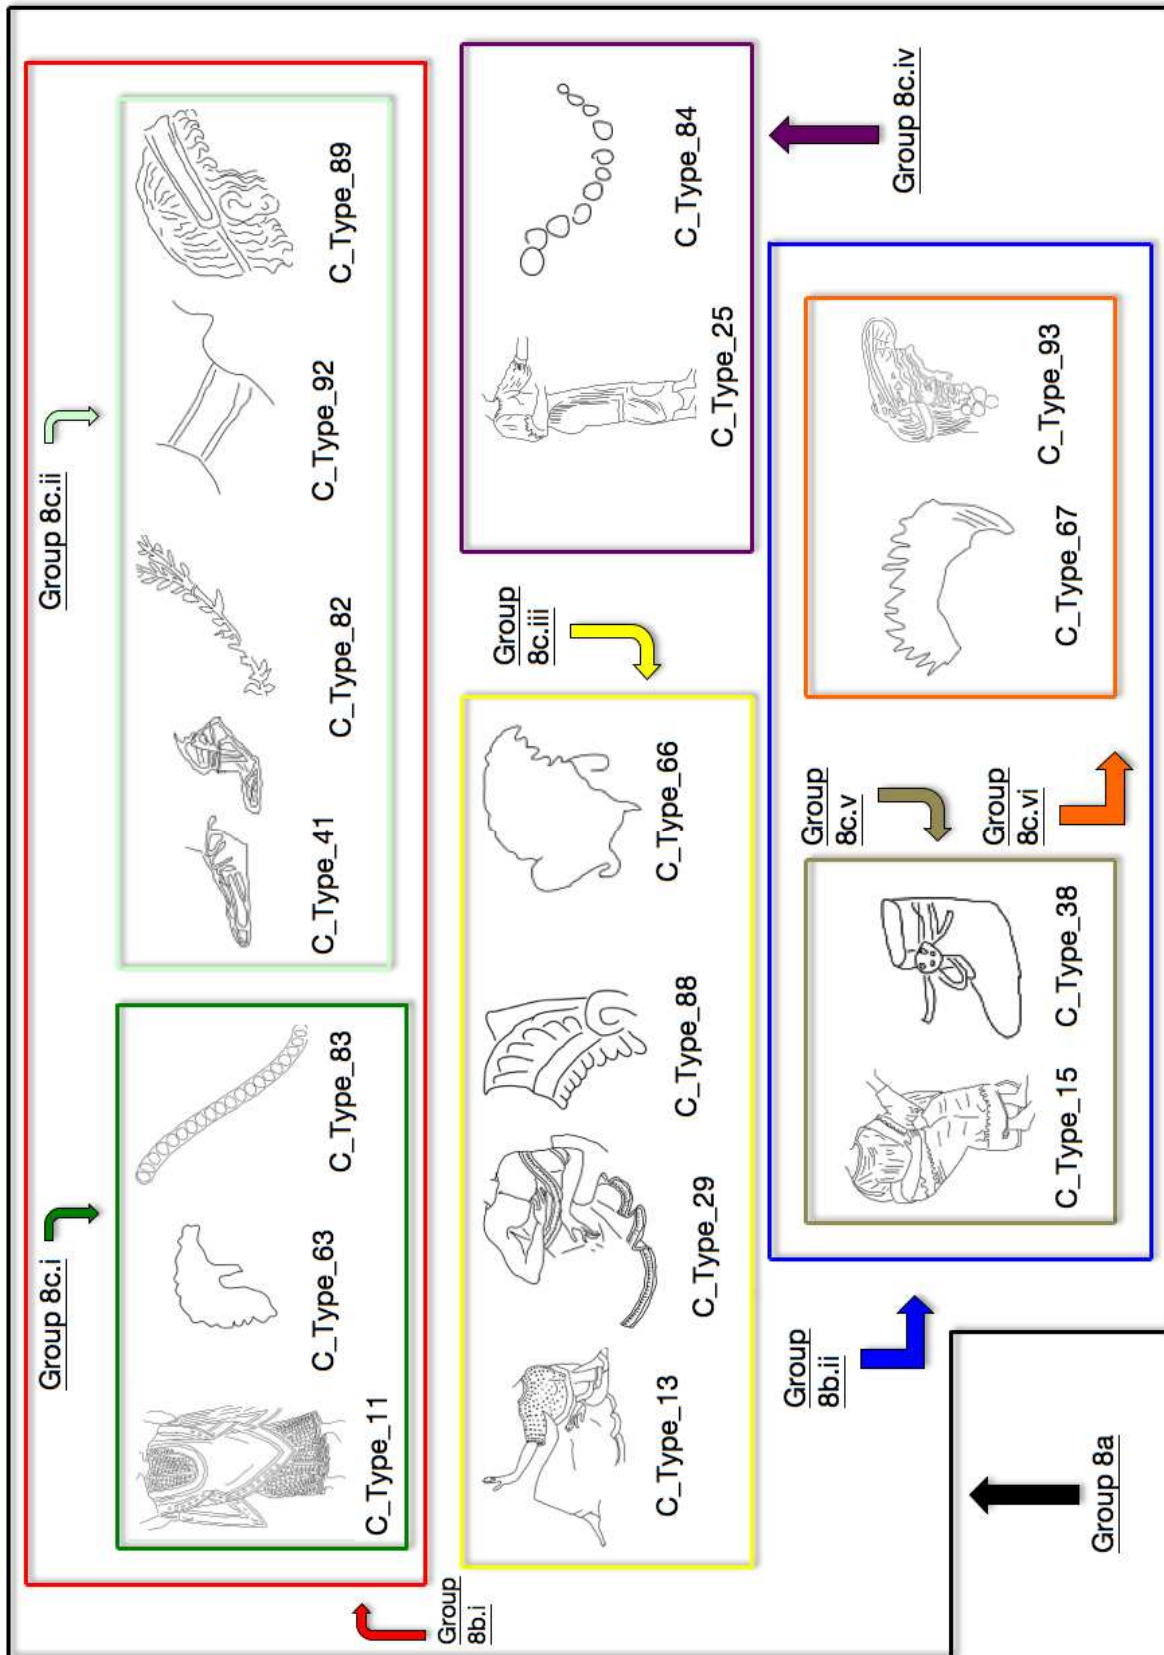 Group 8c.i
Group 8c.ii
C_Type_11
C_Type_63
C_Type_83
C_Type_41
C_Type_82
C_Type_92
C_Type_89
Group
8b.i
Group
8c.iii
C_Type_13
C_Type_29
C_Type_88
C_Type_66
C_Type_25
C_Type_84
Group
8b.ii
Group
8c.v
Group
8c.vi
Group 8c.iv
C_Type_15
C_Type_38
C_Type_67
C_Type_93
Group 8a